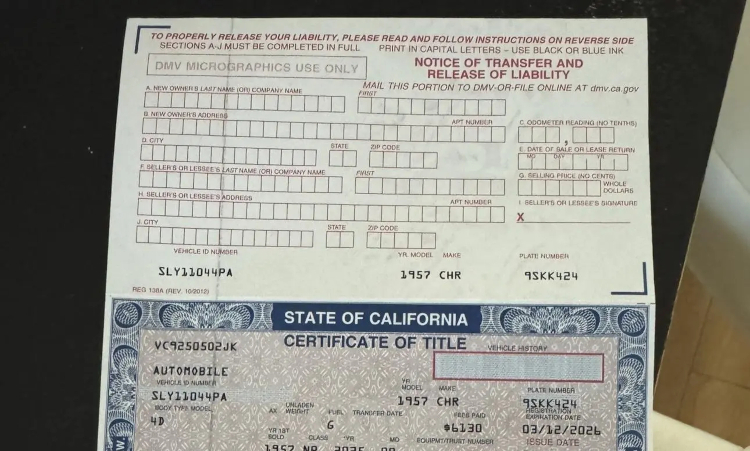 TO PROPERLY RELEASE YOUR LIABILITY, PLEASE READ AND FOLLOW INSTRUCTIONS ON REVERSE SIDE
SECTIONS A-J MUST BE COMPLETED IN FULL PRINT IN CAPITAL LETTERS – USE BLACK OR BLUE INK
DMV MICROGRAPHICS USE ONLY
NOTICE OF TRANSFER AND
RELEASE OF LIABILITY
MAIL THIS PORTION TO DMV-OR-FILE ONLINE AT dmv.ca.gov
A. NEW OWNER'S LAST NAME (OR) COMPANY NAME FIRST
B. NEW OWNER'S ADDRESS APT NUMBER C. ODOMETER READING (NO TENTHS)
D. CITY STATE ZIP CODE E. DATE OF SALE OR LEASE RETURN
MO DAY YR
F. SELLER'S OR LESSEE'S LAST NAME (OR) COMPANY NAME FIRST G. SELLING PRICE (NO CENTS)
WHOLE
DOLLARS
H. SELLER'S OR LESSEE'S ADDRESS APT NUMBER I. SELLER'S OR LESSEE'S SIGNATURE
X
J. CITY STATE ZIP CODE
VEHICLE ID NUMBER YR. MODEL MAKE PLATE NUMBER
SLY11044PA 1957 CHR 9SKK424
REG 138A (REV. 10/2012)
STATE OF CALIFORNIA
CERTIFICATE OF TITLE
VC9250502JK VEHICLE HISTORY
AUTOMOBILE
VEHICLE ID NUMBER YR. MODEL MAKE PLATE NUMBER
SLY11044PA 1957 CHR 9SKK424
BODY TYPE MODEL AX UNLADEN WEIGHT FUEL TRANSFER DATE FEES PAID REGISTRATION EXPIRATION DATE
4D G $6130 03/12/2026
YR 1ST SOLD CLASS YR MO EQUIPMT/TRUST NUMBER ISSUE DATE
1957